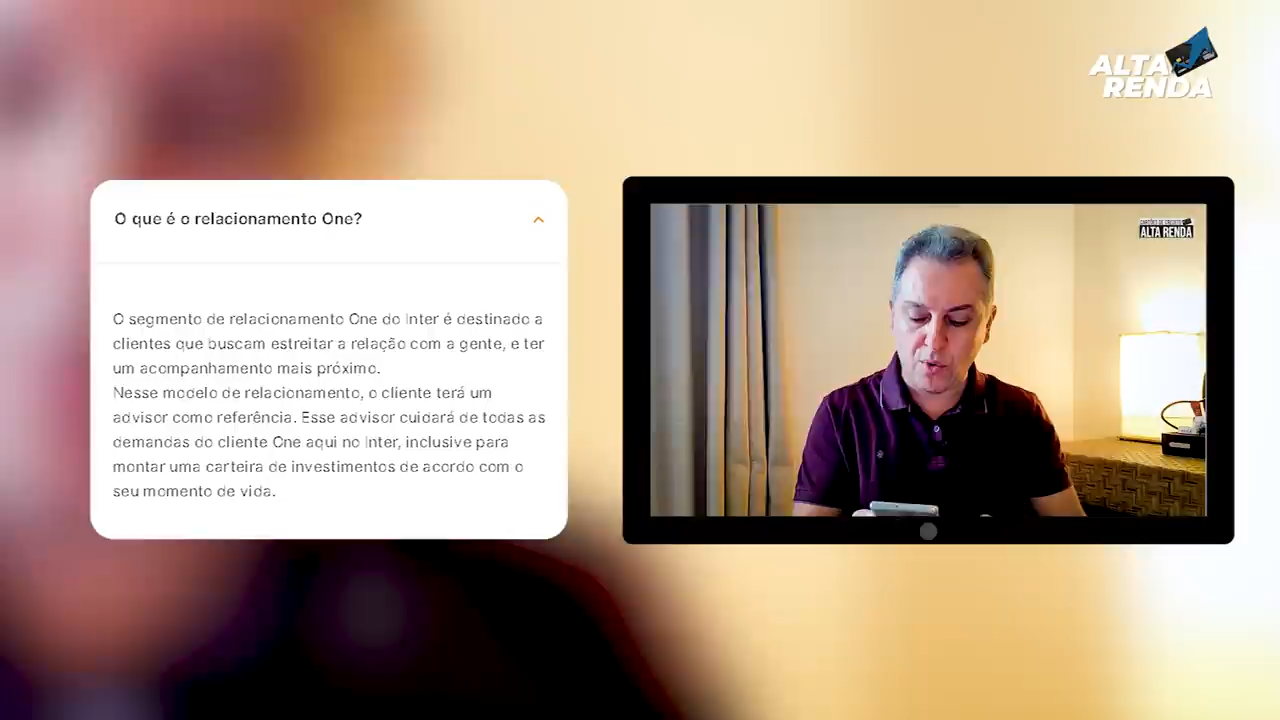 ALTA
RENDA
O que é o relacionamento One?
O segmento de relacionamento One do Inter é destinado a
clientes que buscam estreitar a relação com a gente, e ter
um acompanhamento mais próximo.
Nesse modelo de relacionamento, o cliente terá um
advisor como referência. Esse advisor cuidará de todas as
demandas do cliente One aqui no Inter, inclusive para
montar uma carteira de investimentos de acordo com o
seu momento de vida.
ALTA RENDA